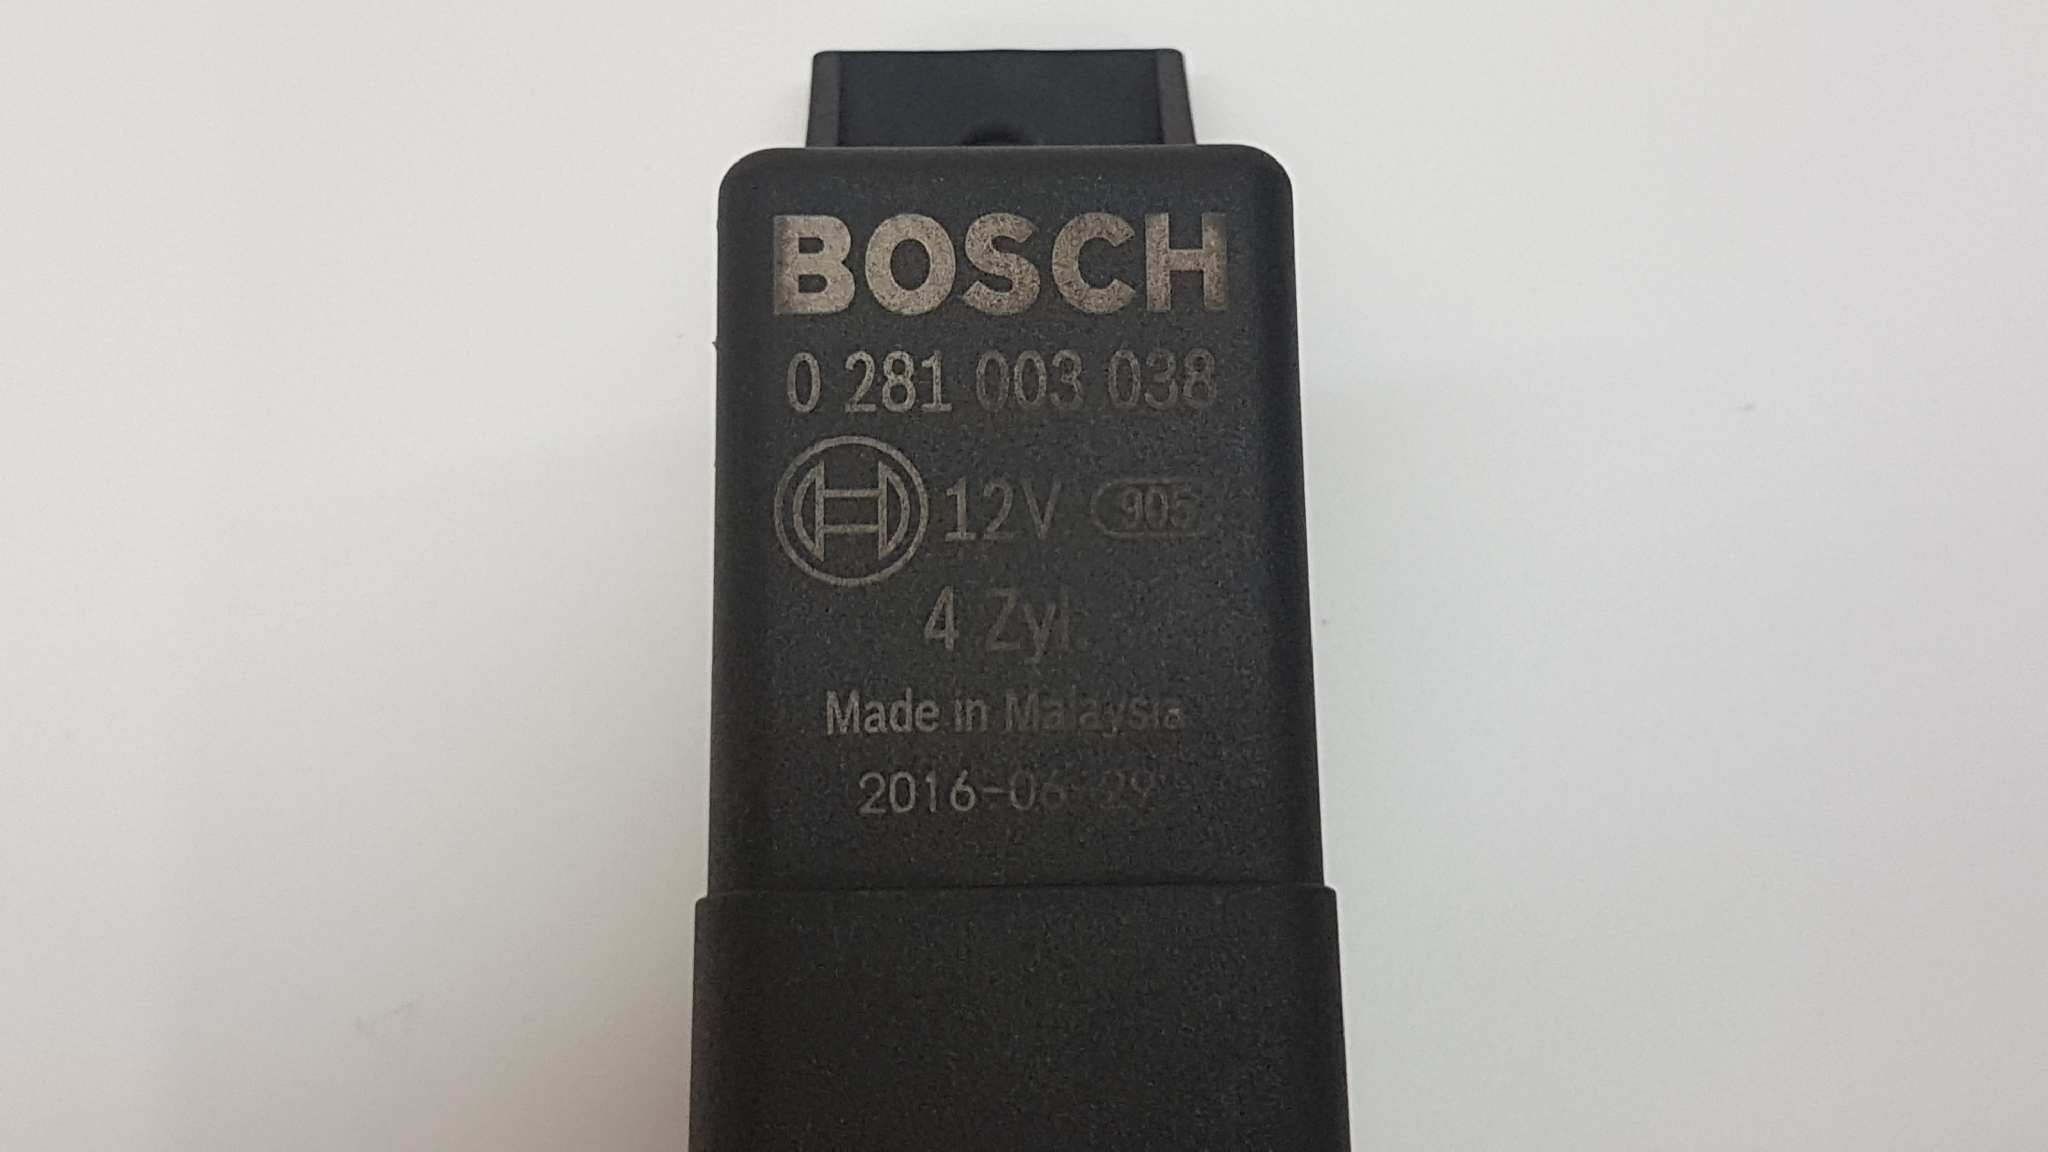 BOSCH
0 281 003 038
12V 905
4 Zyl.
Made in Malaysia
2016-06-29